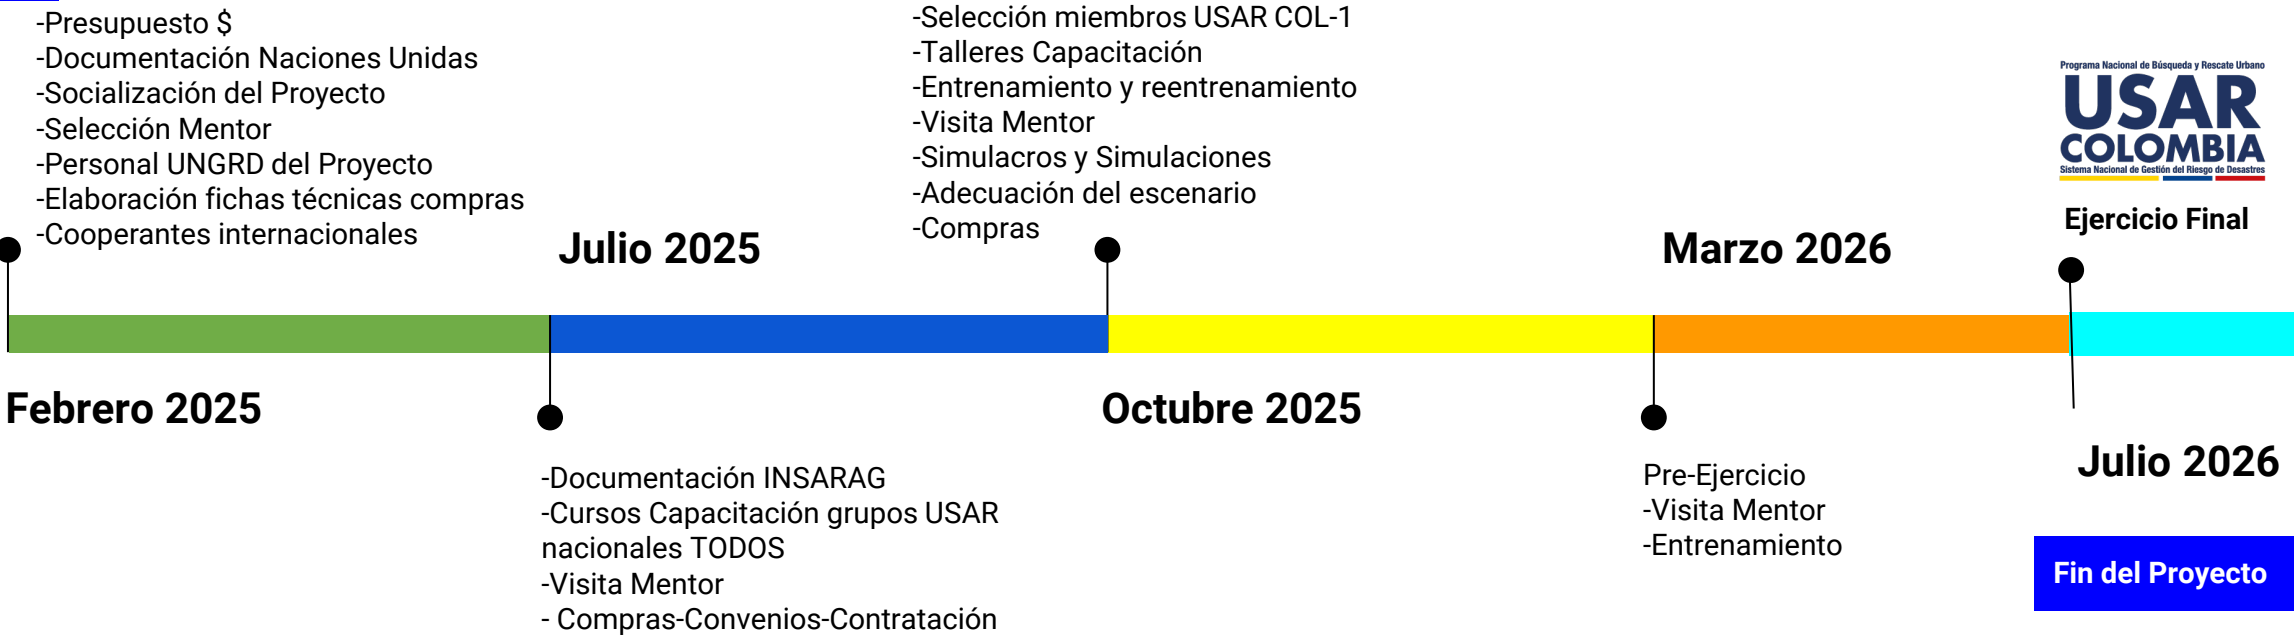 -Presupuesto $
-Documentación Naciones Unidas
-Socialización del Proyecto
-Selección Mentor
-Personal UNGRD del Proyecto
-Elaboración fichas técnicas compras
-Cooperantes internacionales
Febrero 2025
Julio 2025
-Documentación INSARAG
-Cursos Capacitación grupos USAR
nacionales TODOS
-Visita Mentor
- Compras-Convenios-Contratación
-Selección miembros USAR COL-1
-Talleres Capacitación
-Entrenamiento y reentrenamiento
-Visita Mentor
-Simulacros y Simulaciones
-Adecuación del escenario
-Compras
Octubre 2025
Marzo 2026
Pre-Ejercicio
-Visita Mentor
-Entrenamiento
Programa Nacional de Búsqueda y Rescate Urbano
USAR
COLOMBIA
Sistema Nacional de Gestión del Riesgo de Desastres
Ejercicio Final
Julio 2026
Fin del Proyecto